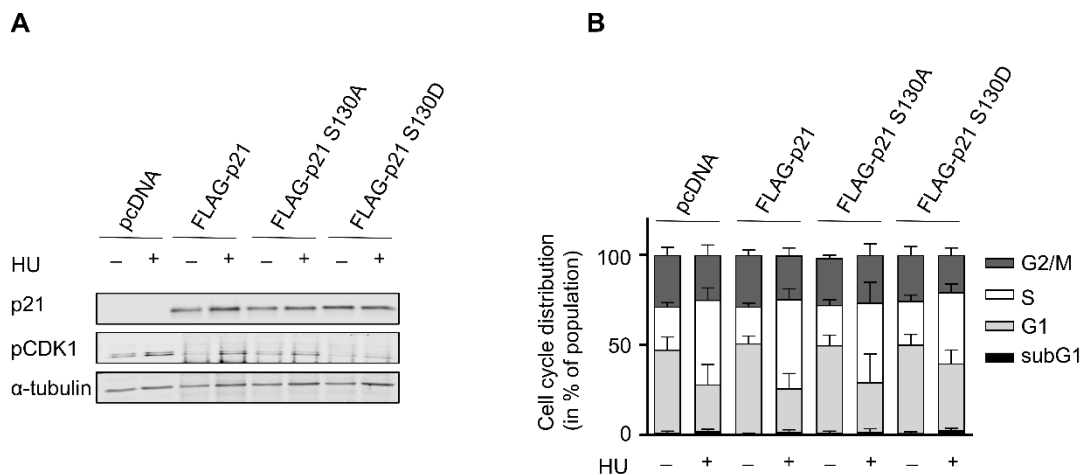 A
pcDNA
FLAG-p21
FLAG-p21 S130A
FLAG-p21 S130D
HU – + – + – + – +
p21
pCDK1
α-tubulin
B
pcDNA
FLAG-p21
FLAG-p21 S130A
FLAG-p21 S130D
Cell cycle distribution
(in % of population)
100
50
0
HU – + – + – + – +
G2/M
S
G1
subG1